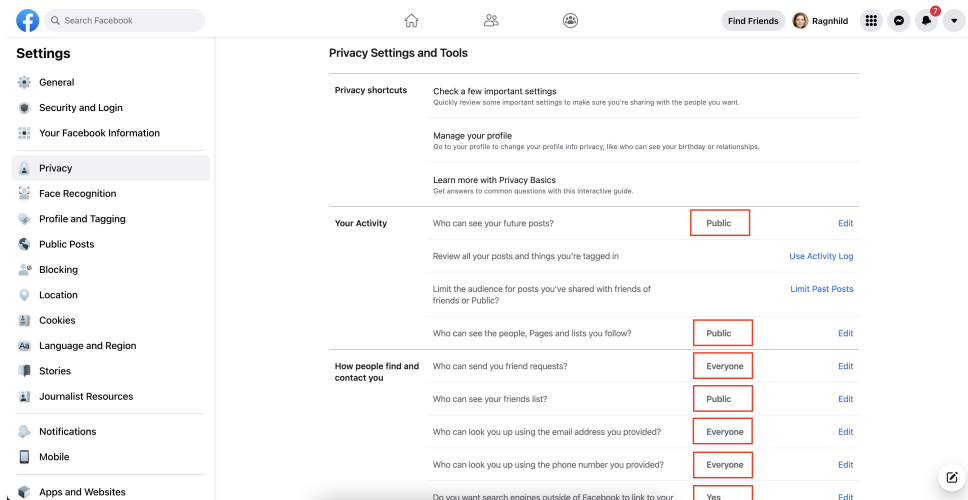 Search Facebook
Find Friends
Ragnhild
7
Settings
General
Security and Login
Your Facebook Information
Privacy
Face Recognition
Profile and Tagging
Public Posts
Blocking
Location
Cookies
Aa Language and Region
Stories
Journalist Resources
Notifications
Mobile
Apps and Websites
Privacy Settings and Tools
Privacy shortcuts
Check a few important settings
Quickly review some important settings to make sure you're sharing with the people you want.
Manage your profile
Go to your profile to change your profile info privacy, like who can see your birthday or relationships.
Learn more with Privacy Basics
Get answers to common questions with this interactive guide.
Your Activity
Who can see your future posts? Public Edit
Review all your posts and things you're tagged in Use Activity Log
Limit the audience for posts you've shared with friends of
friends or Public? Limit Past Posts
Who can see the people, Pages and lists you follow? Public Edit
How people find and
contact you
Who can send you friend requests? Everyone Edit
Who can see your friends list? Public Edit
Who can look you up using the email address you provided? Everyone Edit
Who can look you up using the phone number you provided? Everyone Edit
Do you want search engines outside of Facebook to link to your Yes Edit